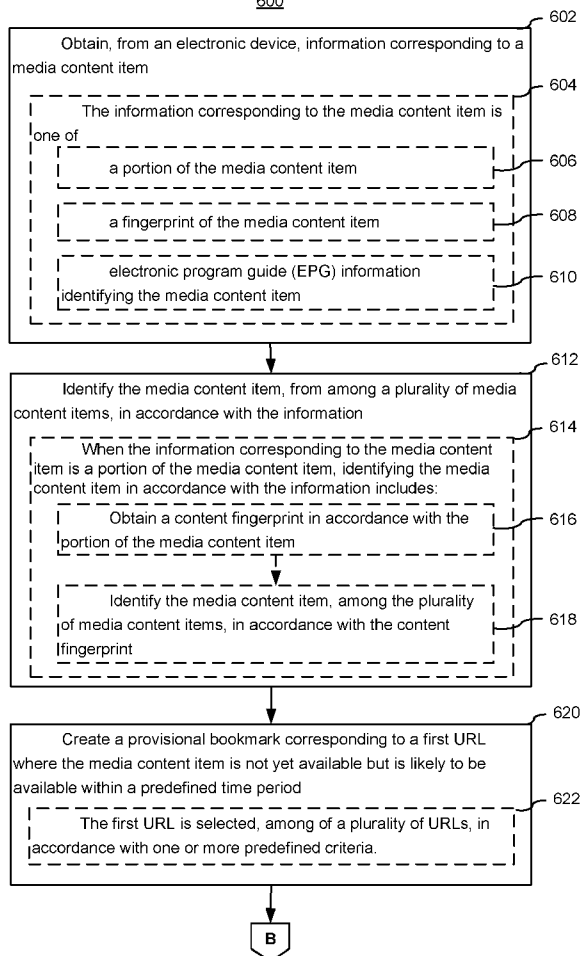 600
602
Obtain, from an electronic device, information corresponding to a
media content item
604
The information corresponding to the media content item is
one of
606
a portion of the media content item
608
a fingerprint of the media content item
electronic program guide (EPG) information
identifying the media content item
610
612
Identify the media content item, from among a plurality of media
content items, in accordance with the information
614
When the information corresponding to the media content
item is a portion of the media content item, identifying the media
content item in accordance with the information includes:
Obtain a content fingerprint in accordance with the
portion of the media content item
616
Identify the media content item, among the plurality
of media content items, in accordance with the content
fingerprint
618
620
Create a provisional bookmark corresponding to a first URL
where the media content item is not yet available but is likely to be
available within a predefined time period
622
The first URL is selected, among of a plurality of URLs, in
accordance with one or more predefined criteria.
B